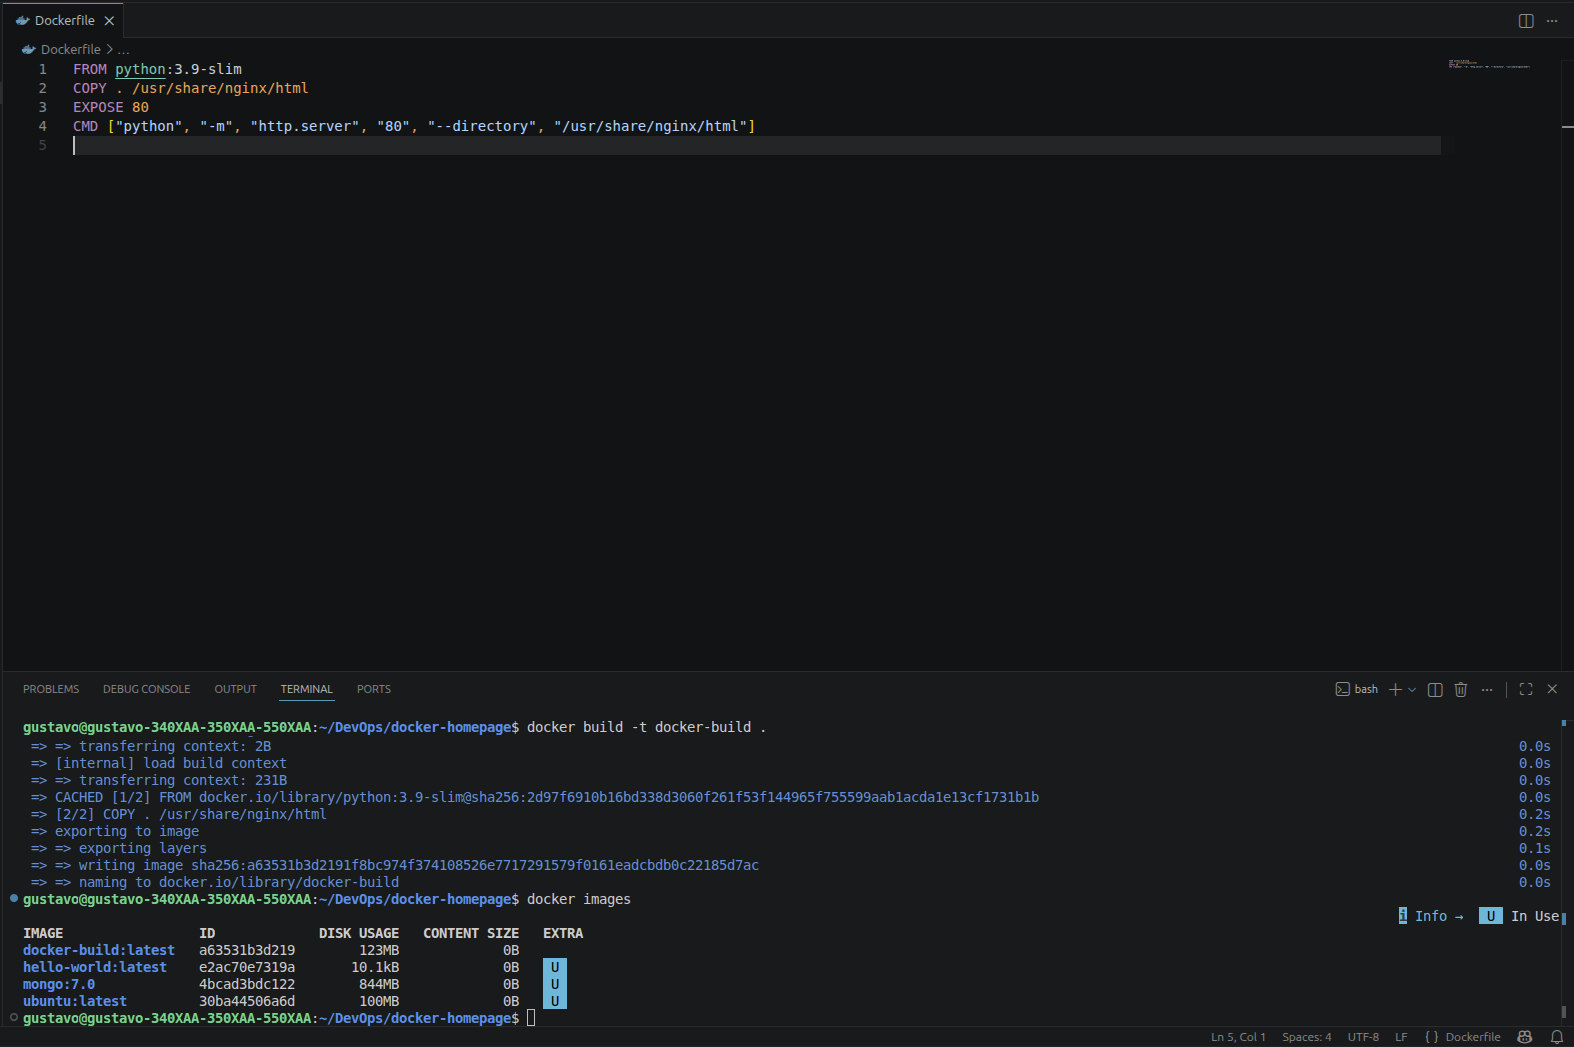 Dockerfile
Dockerfile > ...
1 FROM python:3.9-slim
2 COPY . /usr/share/nginx/html
3 EXPOSE 80
4 CMD ["python", "-m", "http.server", "80", "--directory", "/usr/share/nginx/html"]
5
PROBLEMS DEBUG CONSOLE OUTPUT TERMINAL PORTS bash
gustavo@gustavo-340XAA-350XAA-550XAA:~/DevOps/docker-homepage$ docker build -t docker-build .
=> => transferring context: 2B 0.0s
=> [internal] load build context 0.0s
=> => transferring context: 231B 0.0s
=> CACHED [1/2] FROM docker.io/library/python:3.9-slim@sha256:2d97f6910b16bd338d3060f261f53f144965f755599aab1acda1e13cf1731b1b 0.0s
=> [2/2] COPY . /usr/share/nginx/html 0.2s
=> exporting to image 0.2s
=> => exporting layers 0.1s
=> => writing image sha256:a63531b3d2191f8bc974f374108526e7717291579f0161eadcbdb0c22185d7ac 0.0s
=> => naming to docker.io/library/docker-build 0.0s
gustavo@gustavo-340XAA-350XAA-550XAA:~/DevOps/docker-homepage$ docker images
i Info → U In Use
IMAGE ID DISK USAGE CONTENT SIZE EXTRA
docker-build:latest a63531b3d219 123MB 0B
hello-world:latest e2ac70e7319a 10.1kB 0B U
mongo:7.0 4bcad3bdc122 844MB 0B U
ubuntu:latest 30ba44506a6d 100MB 0B U
gustavo@gustavo-340XAA-350XAA-550XAA:~/DevOps/docker-homepage$
Ln 5, Col 1 Spaces: 4 UTF-8 LF { } Dockerfile